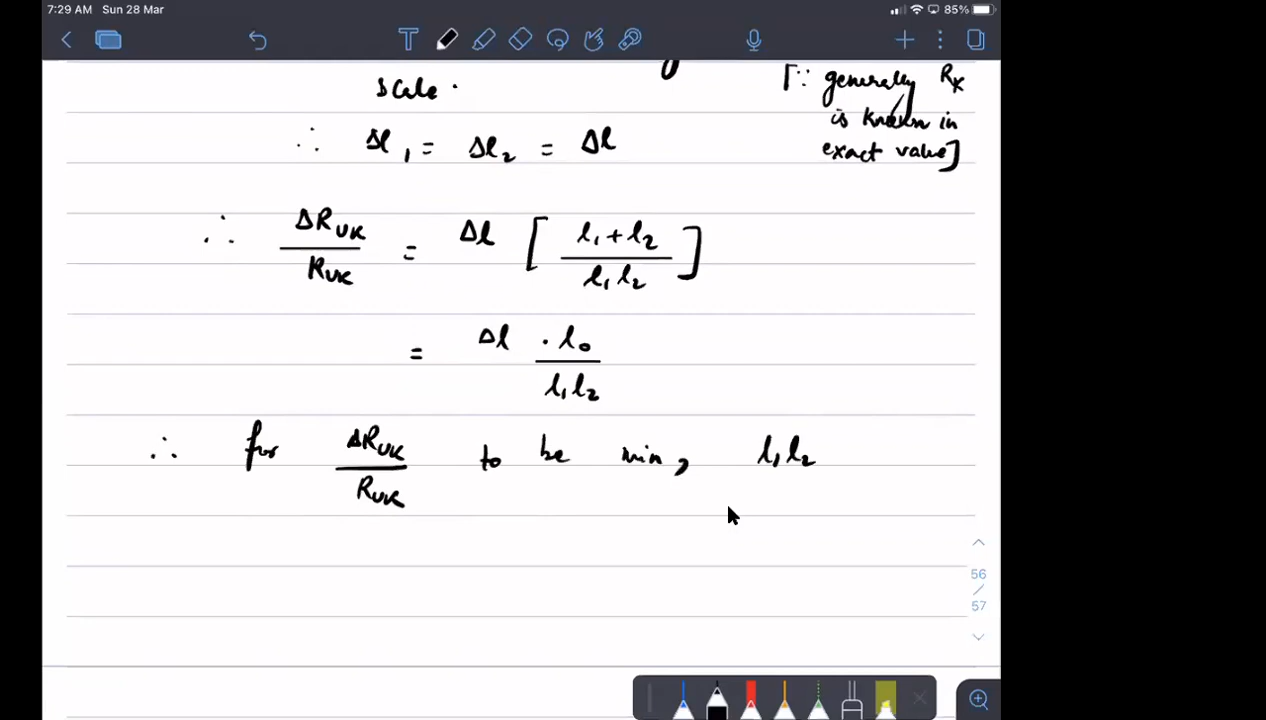 7:29 AM Sun 28 Mar 85%
T
scale .
[∵ generally Rk
is known in
exact value]
∴ Δl₁ = Δl₂ = Δl
∴ ΔRUK / RUK = Δl [ l₁ + l₂ / l₁l₂ ]
= Δl . l₀ / l₁l₂
∴ for ΔRUK / RUK to be min, l₁l₂
56
/
57